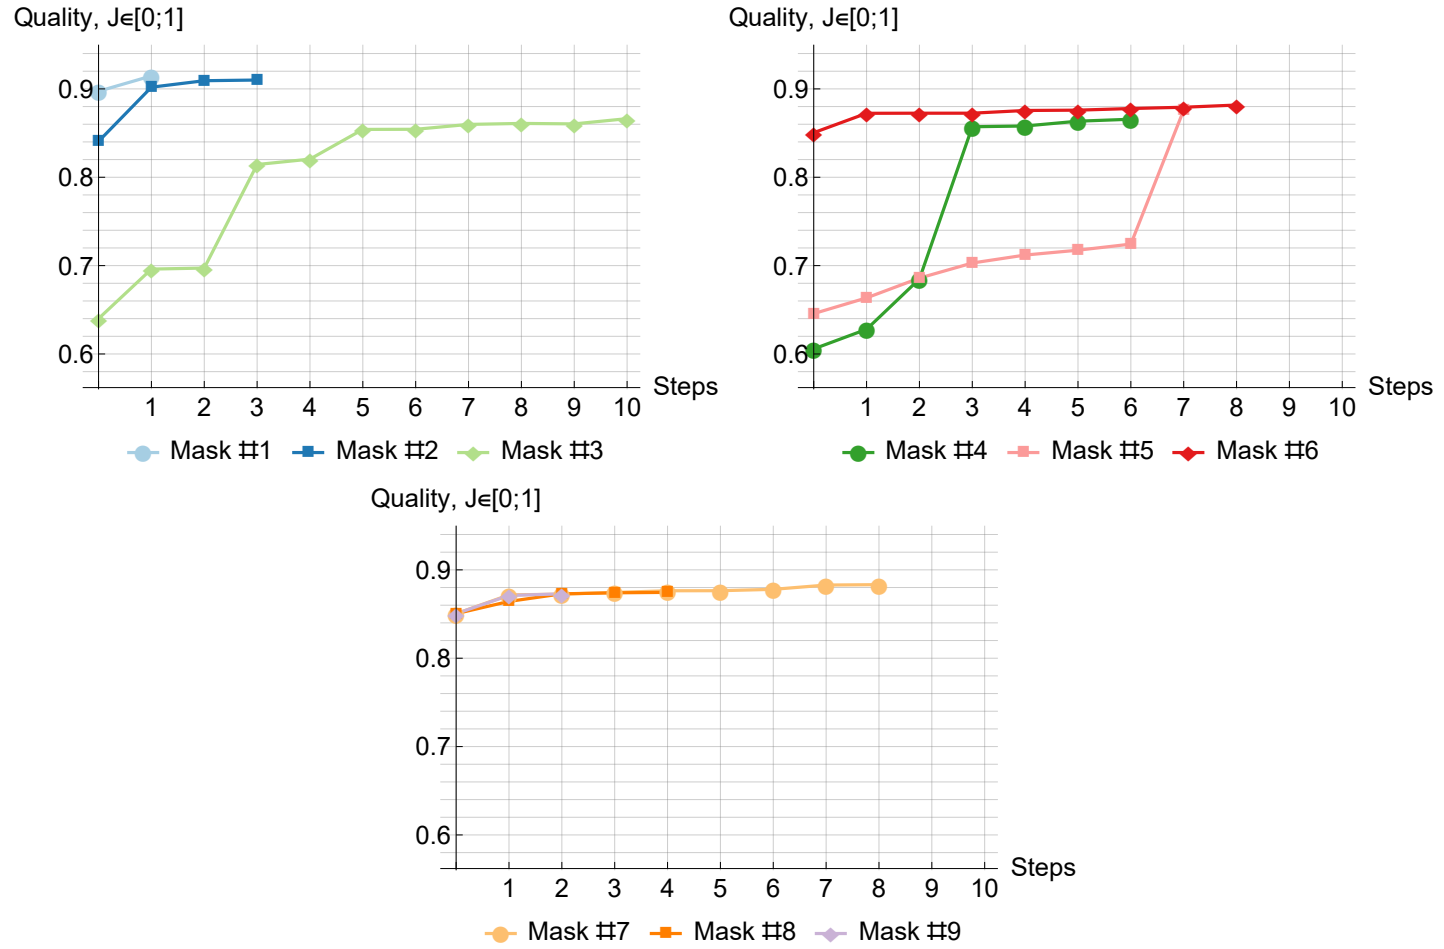 Quality, J∈[0;1]
0.9
0.8
0.7
0.6
1 2 3 4 5 6 7 8 9 10
Steps
Mask #1 Mask #2 Mask #3
Quality, J∈[0;1]
0.9
0.8
0.7
0.6
1 2 3 4 5 6 7 8 9 10
Steps
Mask #4 Mask #5 Mask #6
Quality, J∈[0;1]
0.9
0.8
0.7
0.6
1 2 3 4 5 6 7 8 9 10
Steps
Mask #7 Mask #8 Mask #9